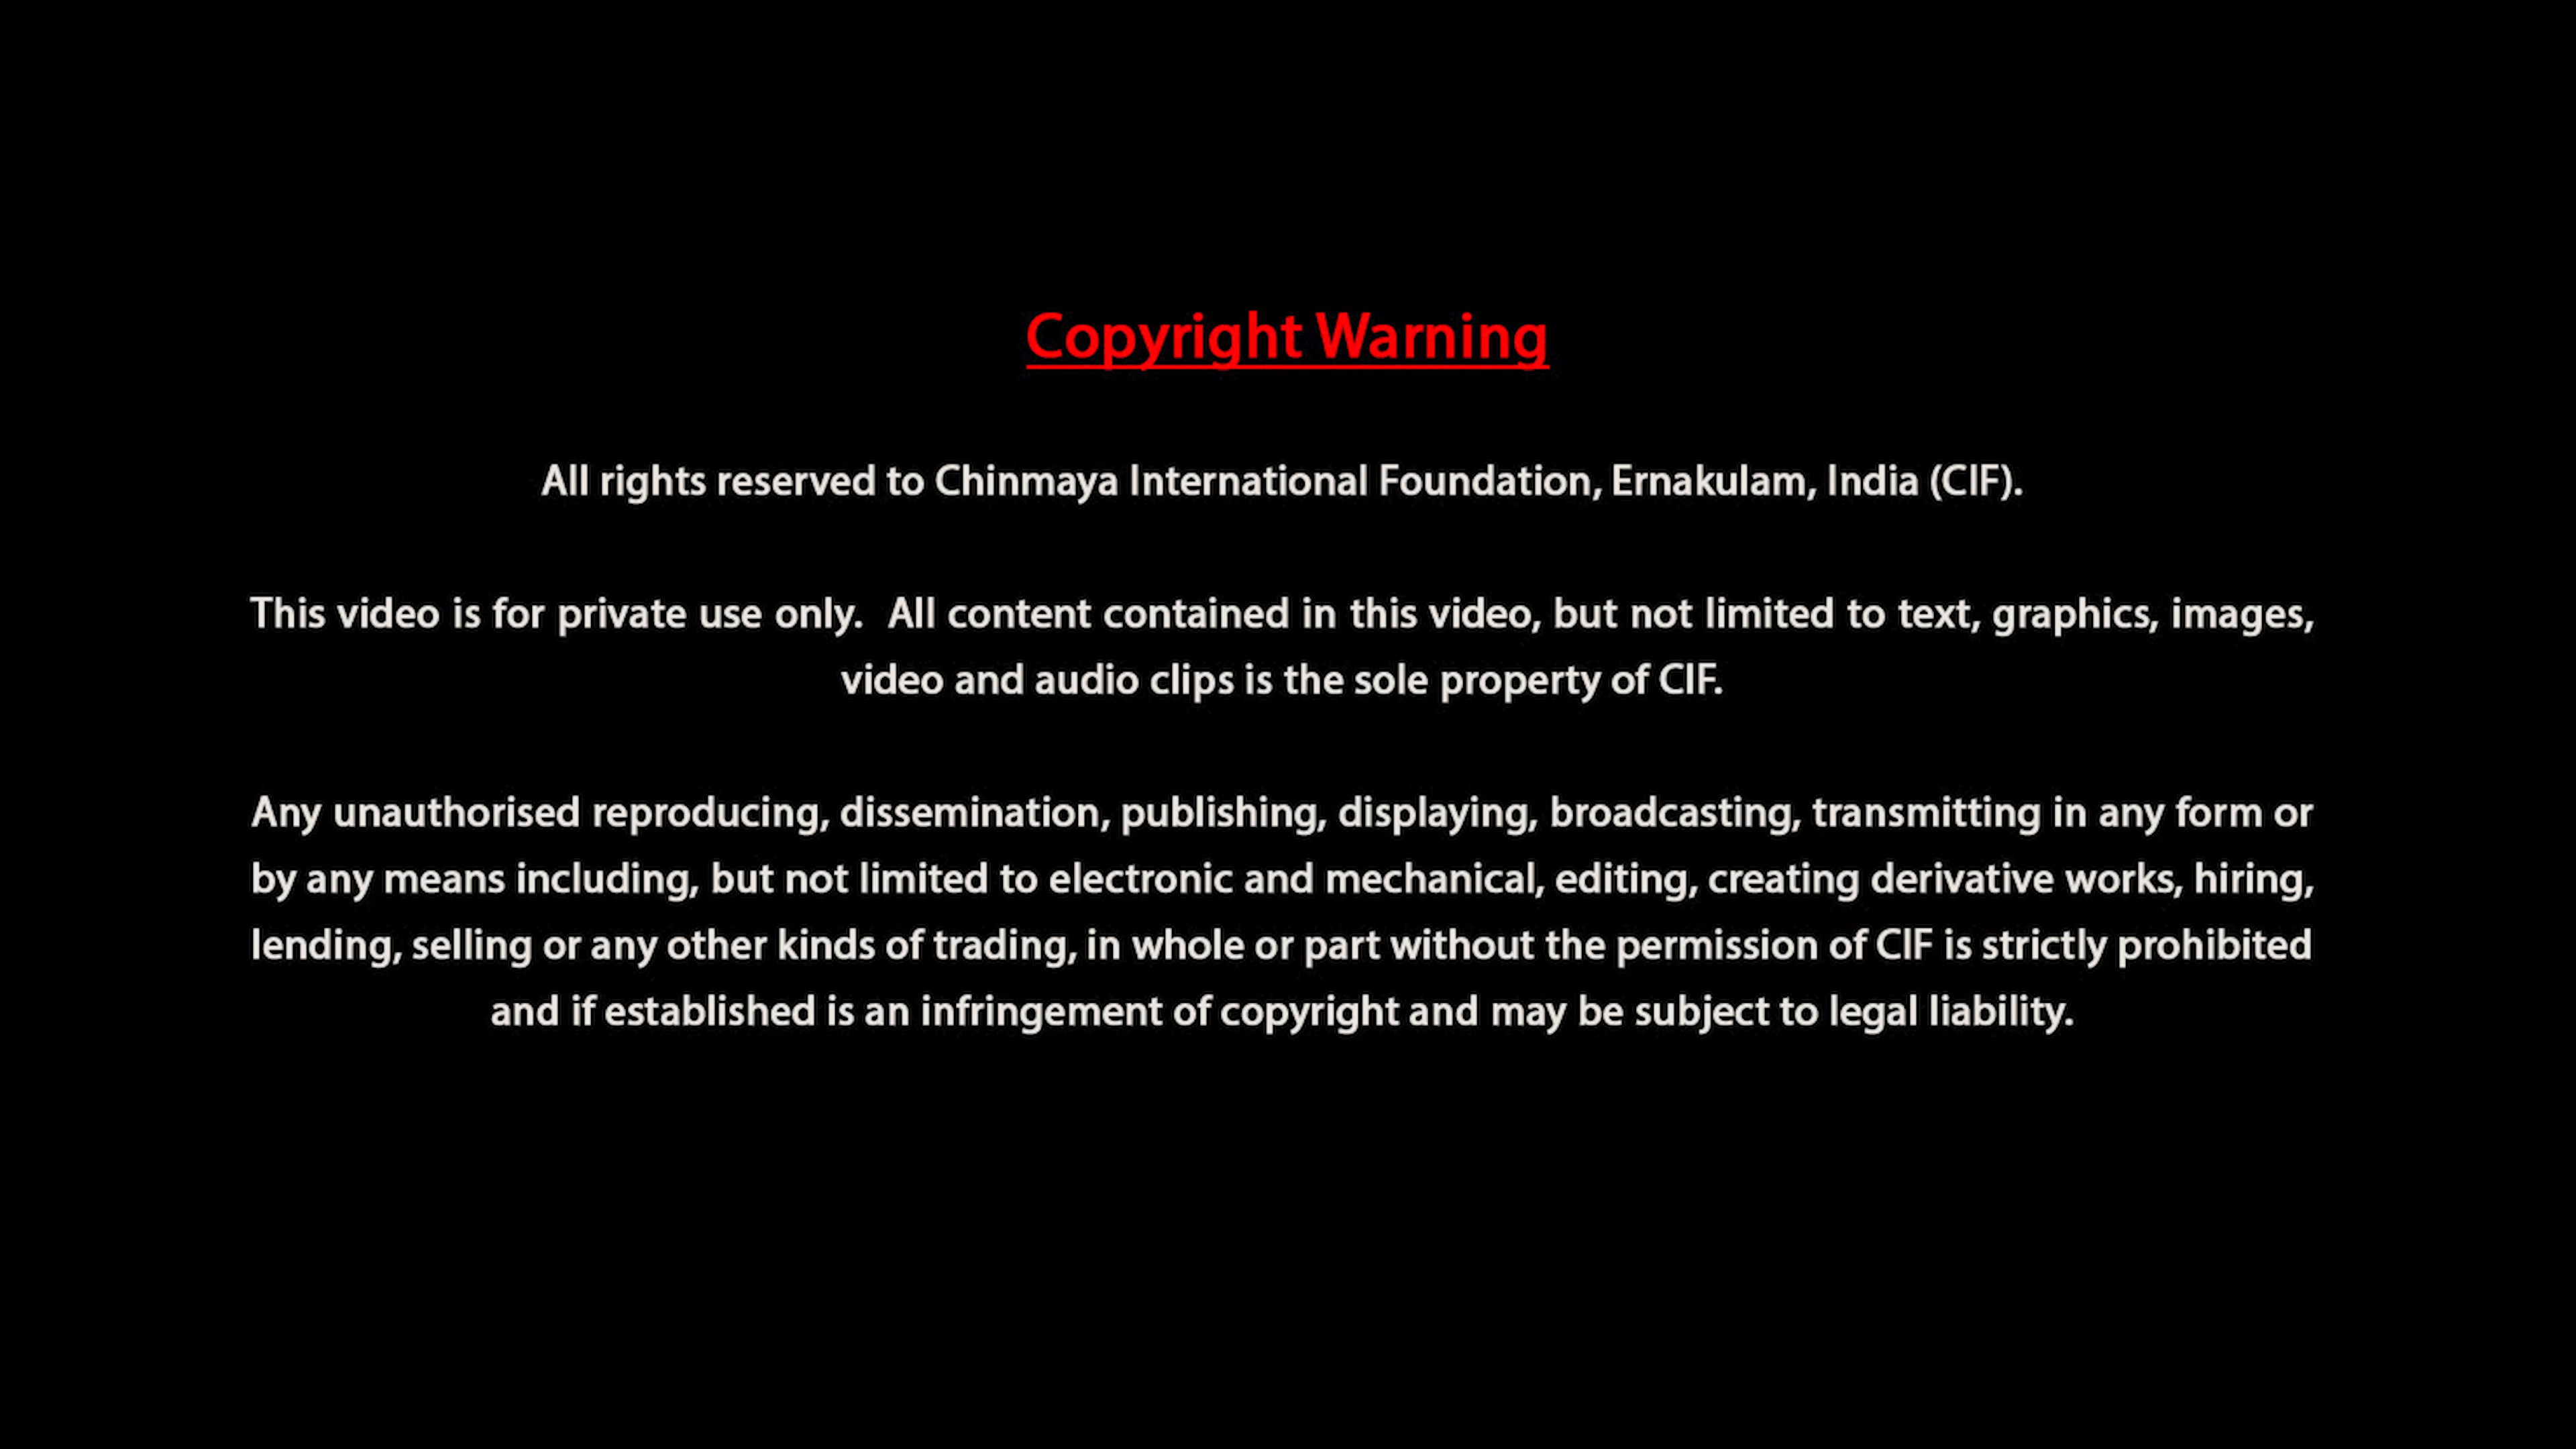 Copyright Warning
All rights reserved to Chinmaya International Foundation, Ernakulam, India (CIF).
This video is for private use only.  All content contained in this video, but not limited to text, graphics, images,
video and audio clips is the sole property of CIF.
Any unauthorised reproducing, dissemination, publishing, displaying, broadcasting, transmitting in any form or
by any means including, but not limited to electronic and mechanical, editing, creating derivative works, hiring,
lending, selling or any other kinds of trading, in whole or part without the permission of CIF is strictly prohibited
and if established is an infringement of copyright and may be subject to legal liability.